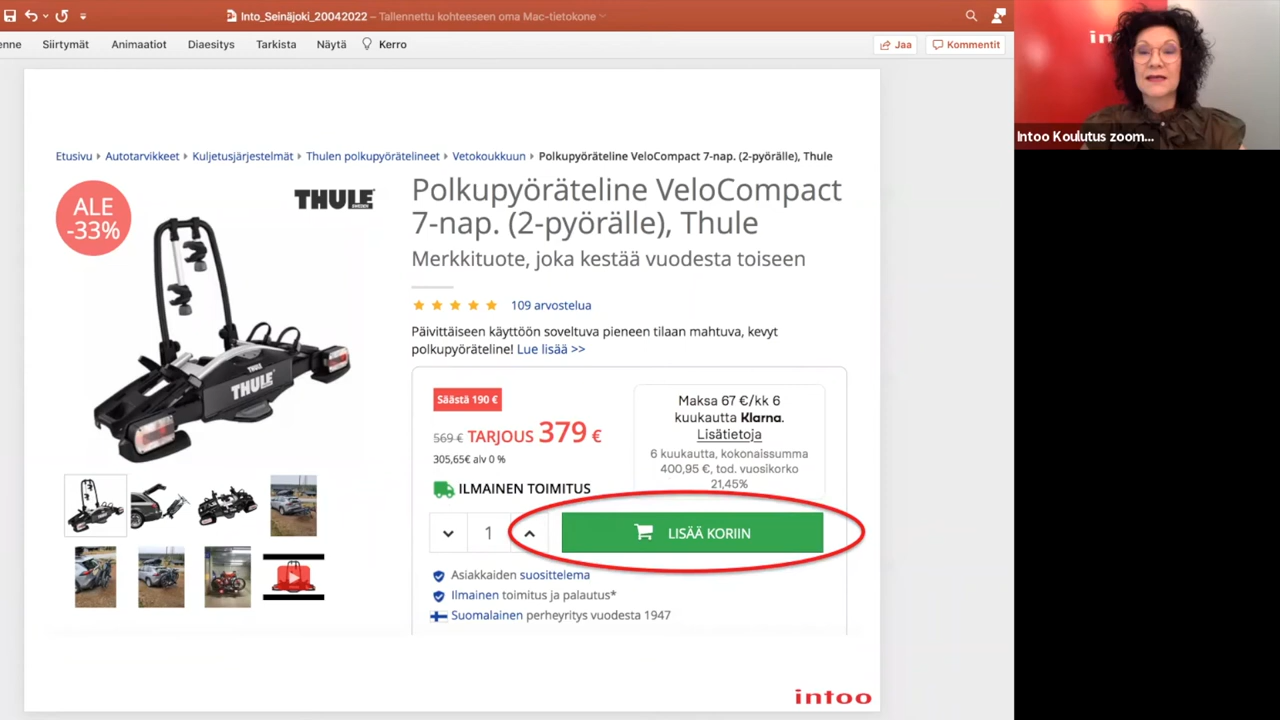 Into_Seinäjoki_20042022 – Tallennettu kohteeseen oma Mac-tietokone
enne Siirtymät Animaatiot Diaesitys Tarkista Näytä Kerro Jaa Kommentit
Intoo Koulutus zoom...
Etusivu Autotarvikkeet Kuljetusjärjestelmät Thulen polkupyörätelineet Vetokoukkuun Polkupyöräteline VeloCompact 7-nap. (2-pyörälle), Thule
ALE
-33%
THULE
SWEDEN
THULE
THULE
Polkupyöräteline VeloCompact
7-nap. (2-pyörälle), Thule
Merkkituote, joka kestää vuodesta toiseen
109 arvostelua
Päivittäiseen käyttöön soveltuva pieneen tilaan mahtuva, kevyt
polkupyöräteline! Lue lisää >>
Säästä 190 €
569 € TARJOUS 379 €
305,65€ alv 0 %
ILMAINEN TOIMITUS
Maksa 67 €/kk 6
kuukautta Klarna.
Lisätietoja
6 kuukautta, kokonaissumma
400,95 €, tod. vuosikorko
21,45%
1
LISÄÄ KORIIN
Asiakkaiden suosittelema
Ilmainen toimitus ja palautus*
Suomalainen perheyritys vuodesta 1947
intoo